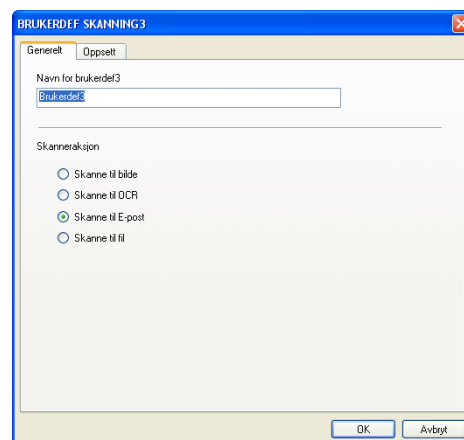 BRUKERDEF SKANNING3
Generelt Oppsett
Navn for brukerdef3
Brukerdef3
Skanneraksjon
Skanne til bilde
Skanne til OCR
Skanne til E-post
Skanne til fil
OK Avbryt